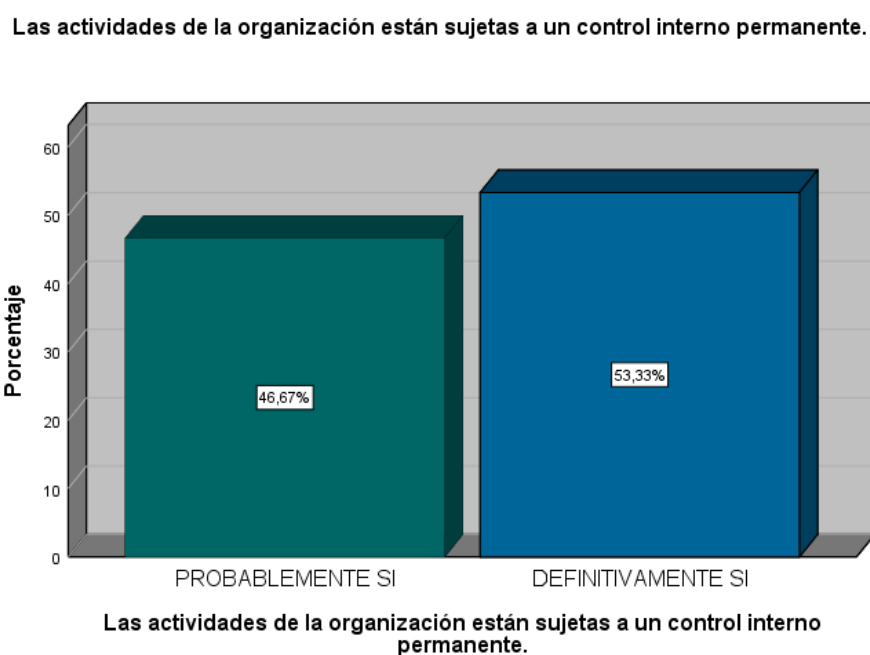 Las actividades de la organización están sujetas a un control interno permanente.
60
50
40
30
20
10
0
Porcentaje
46,67%
53,33%
PROBABLEMENTE SI
DEFINITIVAMENTE SI
Las actividades de la organización están sujetas a un control interno
permanente.